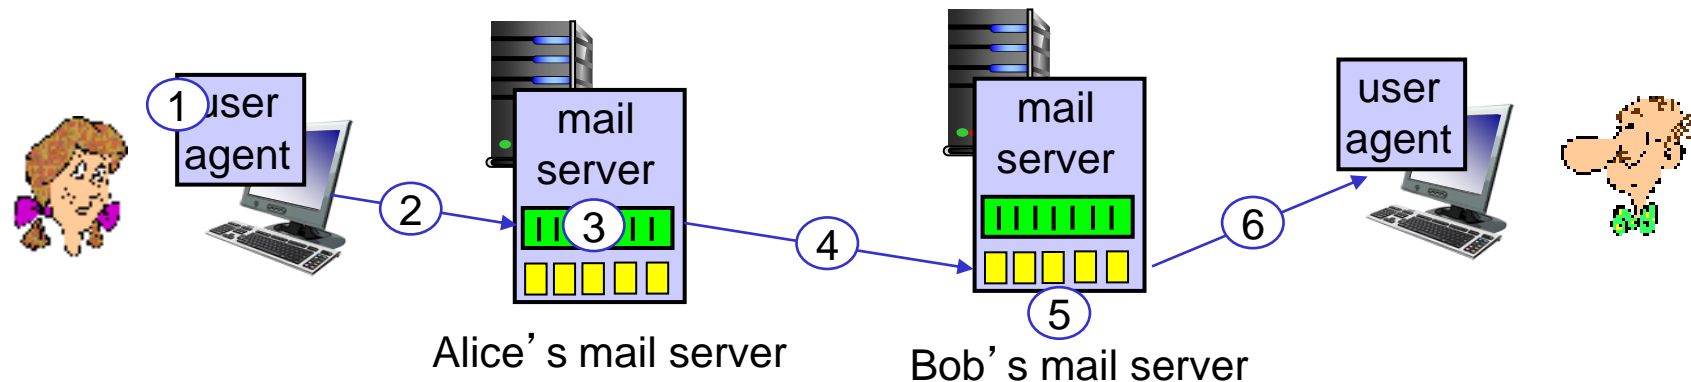 1 user
agent
2
mail
server
3
4
mail
server
5
6
user
agent
Alice’s mail server
Bob’s mail server